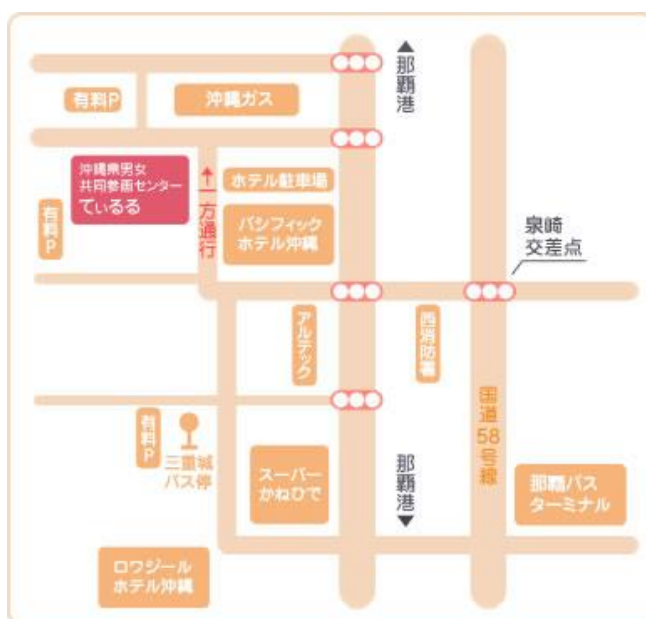 ▲那覇港
有料P
沖縄ガス
沖縄県男女
共同参画センター
ているる
↑一方通行
ホテル駐車場
パシフィック
ホテル沖縄
有料P
泉崎
交差点
アルテック
西消防署
国道58号線
有料P
三重城
バス停
スーパー
かねひで
那覇港▼
那覇バス
ターミナル
ロワジール
ホテル沖縄